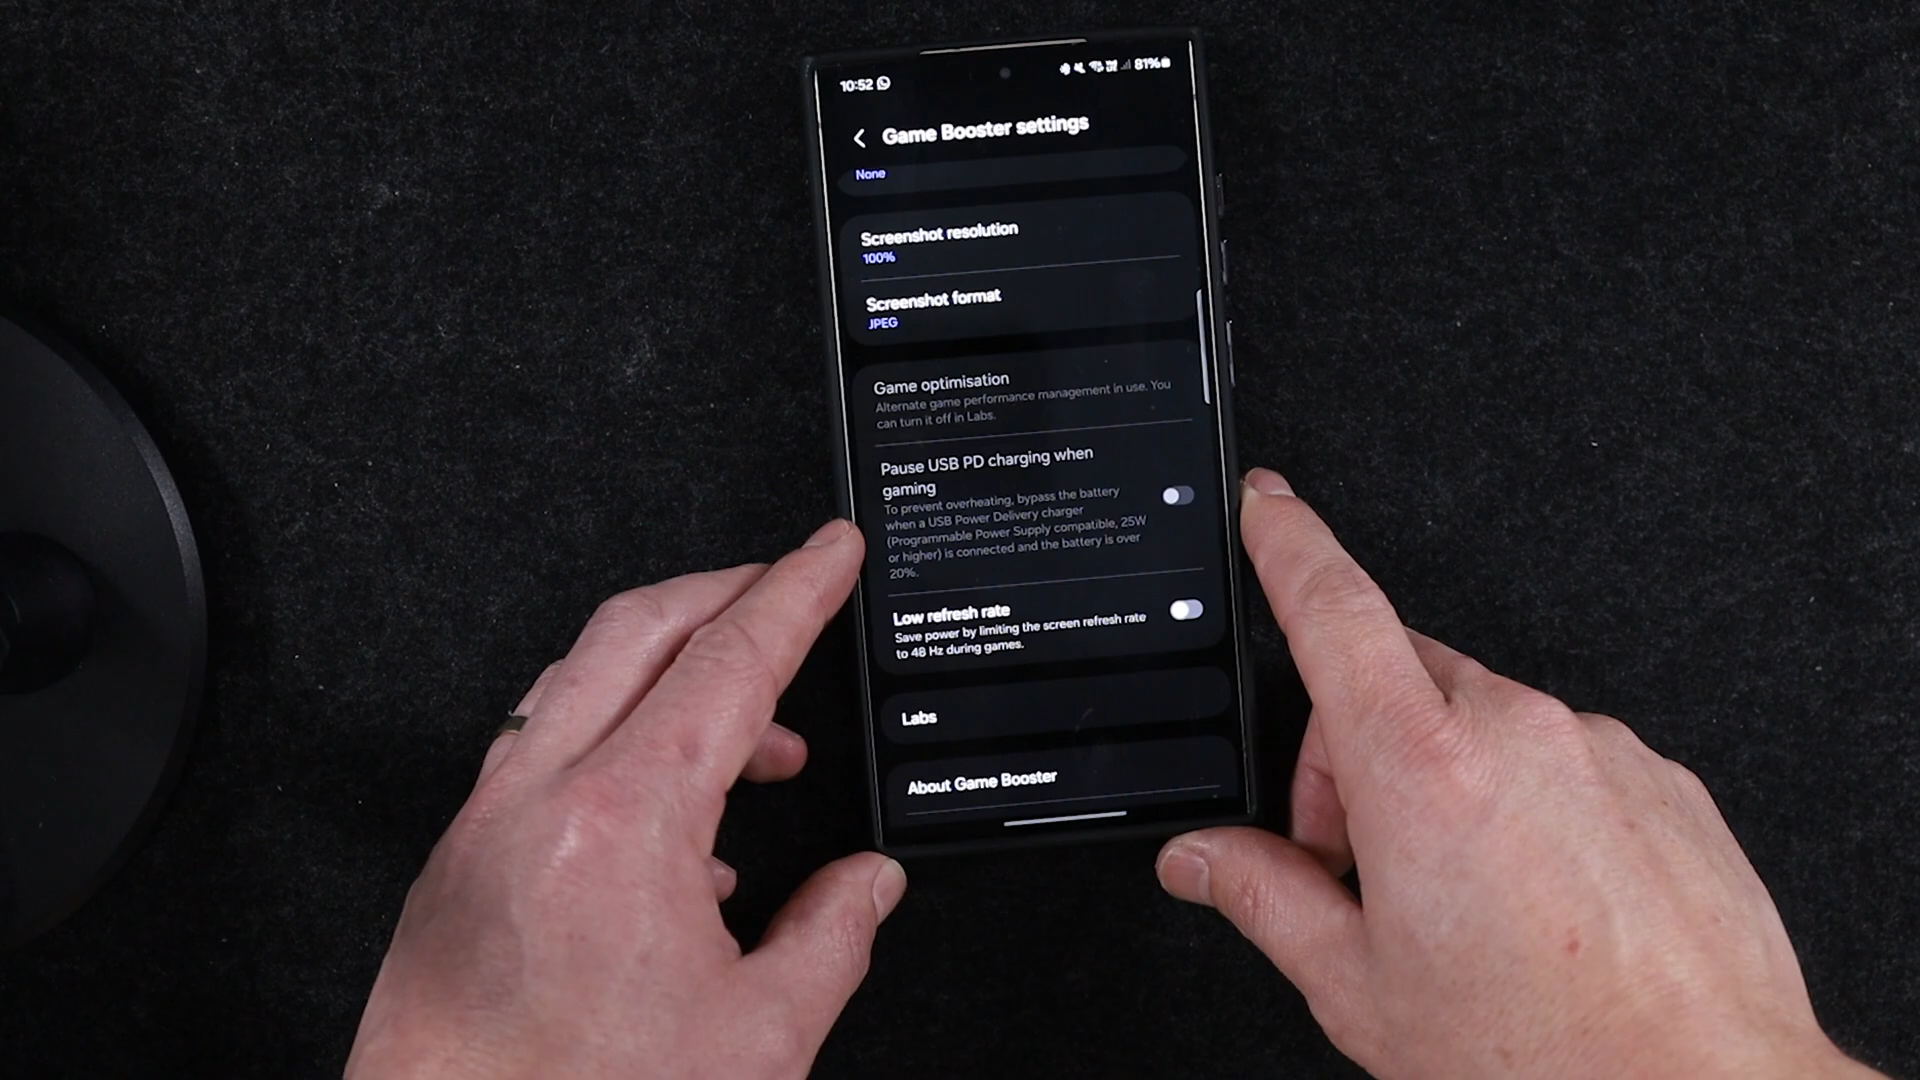 10:52
81%
Game Booster settings
None
Screenshot resolution
100%
Screenshot format
JPEG
Game optimisation
Alternate game performance management in use. You
can turn it off in Labs.
Pause USB PD charging when
gaming
To prevent overheating, bypass the battery
when a USB Power Delivery charger
(Programmable Power Supply compatible, 25W
or higher) is connected and the battery is over
20%.
Low refresh rate
Save power by limiting the screen refresh rate
to 48 Hz during games.
Labs
About Game Booster